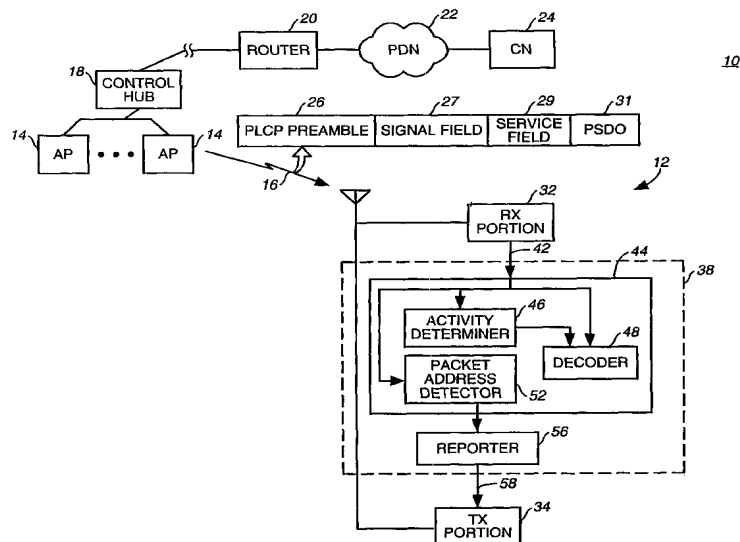 20
22
24
ROUTER
PDN
CN
10
18
CONTROL
HUB
26
27
29
31
14
AP
AP
14
PLCP PREAMBLE
SIGNAL FIELD
SERVICE
FIELD
PSDO
16
12
32
RX
PORTION
42
44
38
46
ACTIVITY
DETERMINER
48
DECODER
PACKET
ADDRESS
DETECTOR
52
REPORTER
56
58
TX
PORTION
34